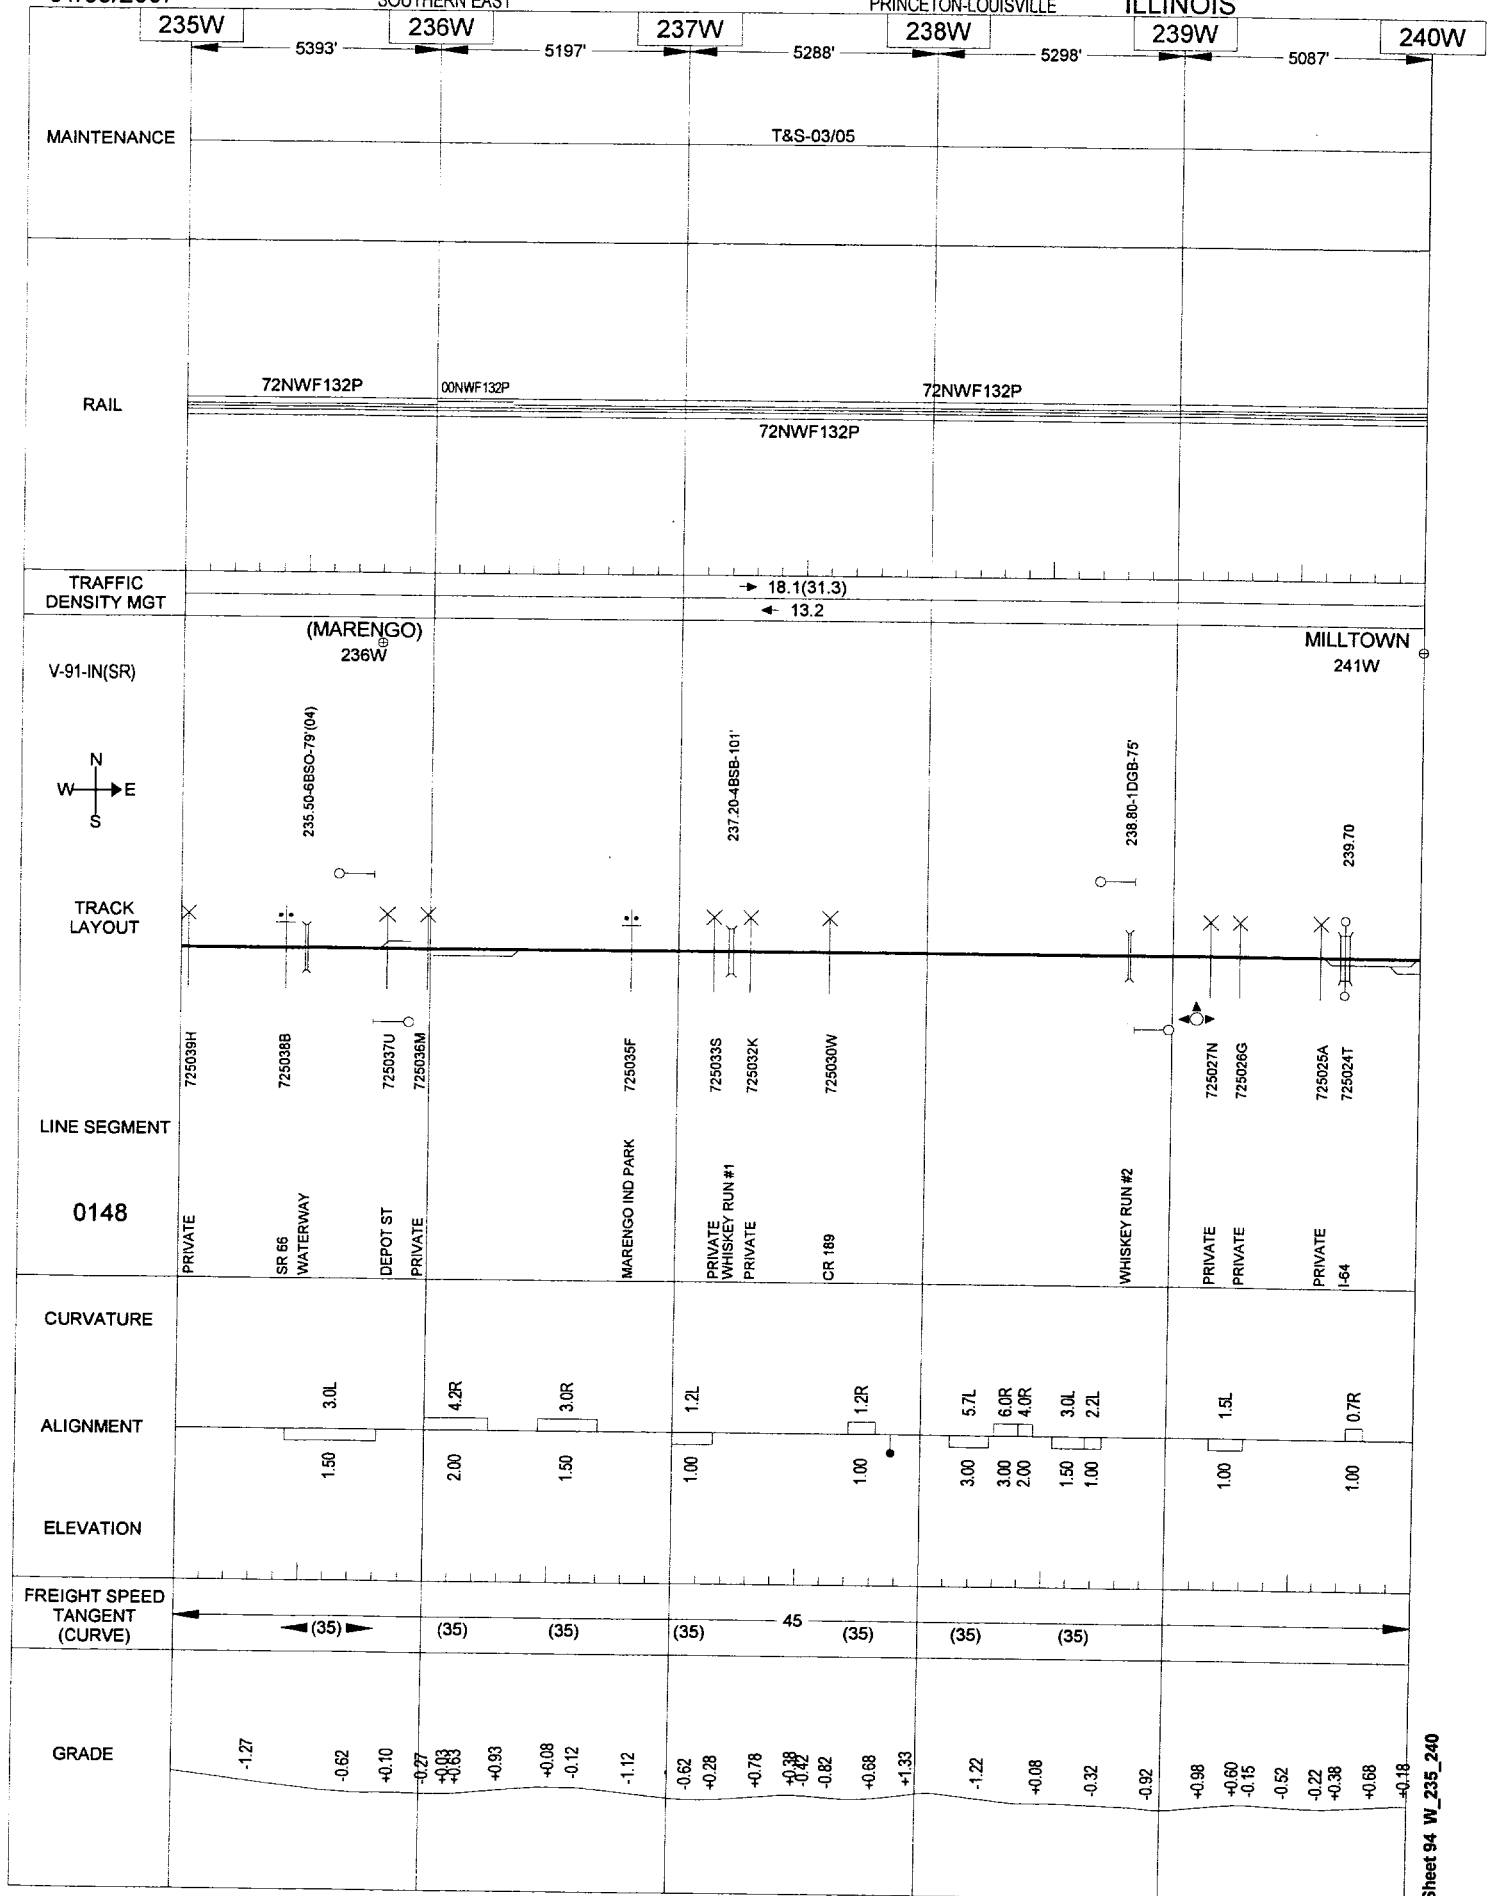 SOUTHERN EAST PRINCETON-LOUISVILLE ILLINOIS
235W 236W 237W 238W 239W 240W
5393' 5197' 5288' 5298' 5087'
MAINTENANCE T&S-03/05
RAIL
72NWF132P 00NWF132P 72NWF132P
72NWF132P
TRAFFIC
DENSITY MGT
18.1(31.3)
13.2
(MARENGO)
236W
MILLTOWN
241W
V-91-IN(SR)
N
W E
S
235.50-6BSO-79'(04)
237.20-4BSB-101'
238.80-1DGB-75'
239.70
TRACK
LAYOUT
725039H
725038B
725037U
725036M
725035F
725033S
725032K
725030W
725027N
725026G
725025A
725024T
LINE SEGMENT
0148
PRIVATE
SR 66
WATERWAY
DEPOT ST
PRIVATE
MARENGO IND PARK
PRIVATE
WHISKEY RUN #1
PRIVATE
CR 189
WHISKEY RUN #2
PRIVATE
PRIVATE
PRIVATE
I-64
CURVATURE
ALIGNMENT
3.0L
4.2R
3.0R
1.2L
1.2R
5.7L
6.0R
4.0R
3.0L
2.2L
1.5L
0.7R
1.50
2.00
1.50
1.00
1.00
3.00
3.00
2.00
1.50
1.00
1.00
1.00
ELEVATION
FREIGHT SPEED
TANGENT
(CURVE)
45
(35) (35) (35) (35) (35) (35) (35)
GRADE
-1.27
-0.62
+0.10
-0.27
+0.03
+0.63
+0.93
+0.08
-0.12
-1.12
-0.62
+0.28
+0.78
+0.38
-0.42
-0.82
+0.68
+1.33
-1.22
+0.08
-0.32
-0.92
+0.98
+0.60
-0.15
-0.52
-0.22
+0.38
+0.68
+0.18
Sheet 94 W_235_240